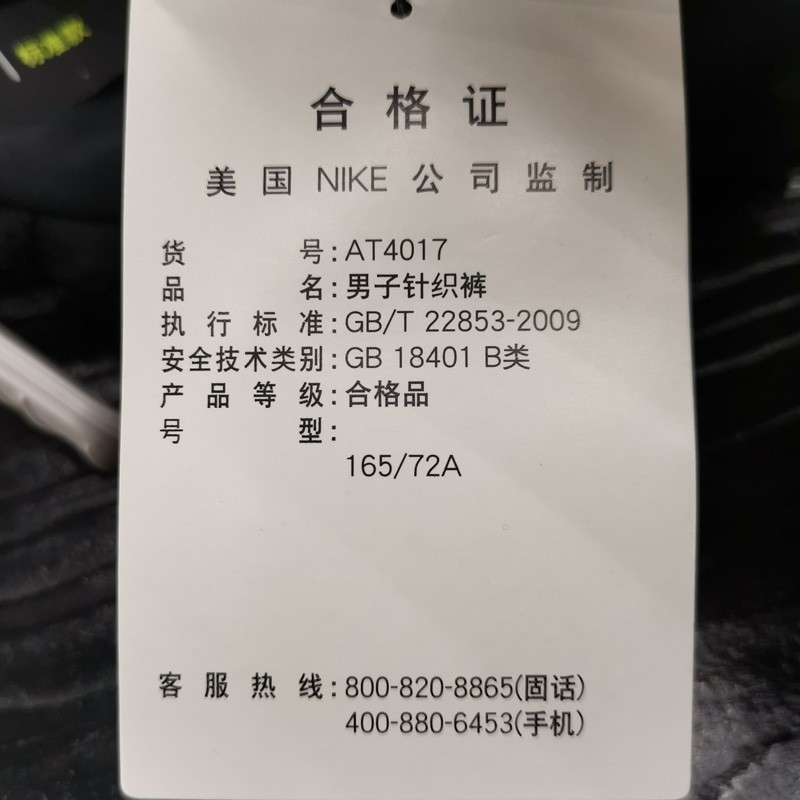 标准款
合格证
美国 NIKE 公司监制
货号:AT4017
品名:男子针织裤
执行标准:GB/T 22853-2009
安全技术类别:GB 18401 B类
产品等级:合格品
号型:
165/72A
客服热线:800-820-8865(固话)
400-880-6453(手机)